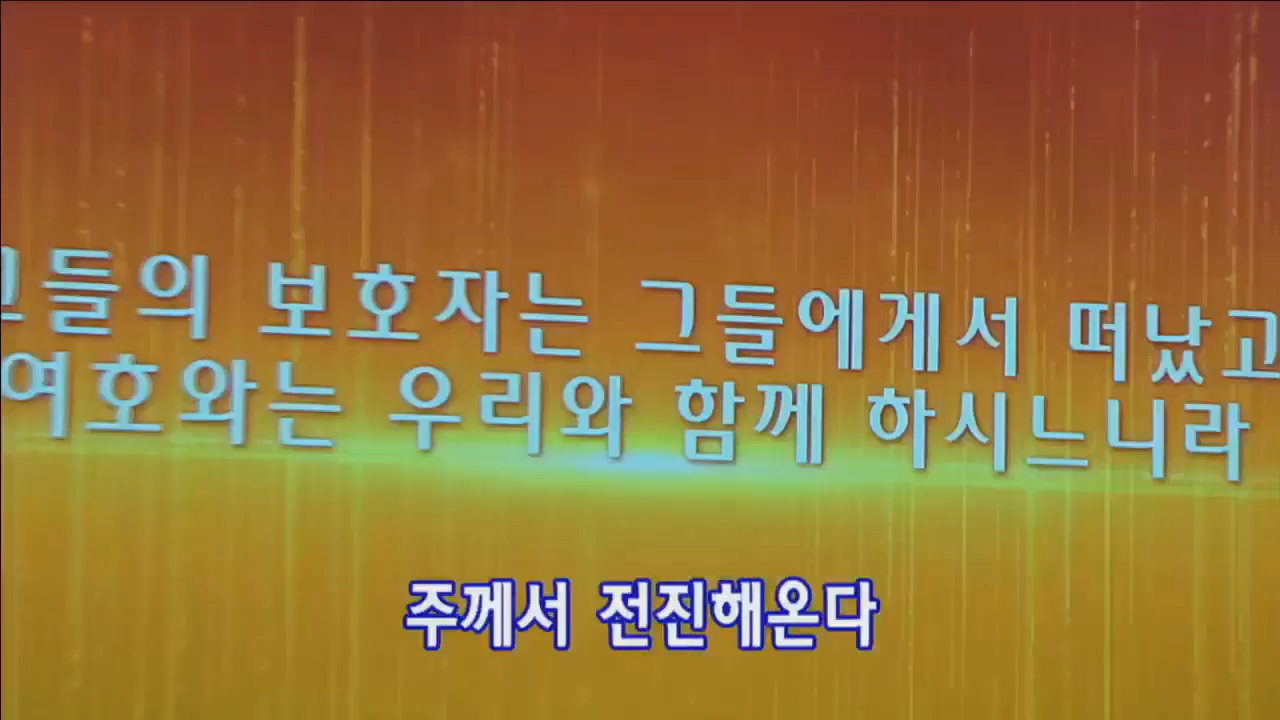 그들의 보호자는 그들에게서 떠났고
여호와는 우리와 함께 하시느니라
주께서 전진해온다